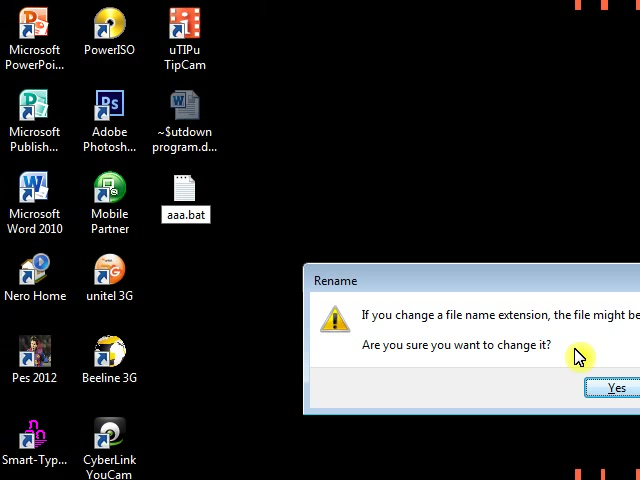 Microsoft
PowerPoi...
PowerISO
uTIPu
TipCam
Microsoft
Publish...
Adobe
Photosh...
~$utdown
program.d...
Microsoft
Word 2010
Mobile
Partner
aaa.bat
Nero Home
unitel 3G
Pes 2012
Beeline 3G
Smart-Typ...
CyberLink
YouCam
Rename
If you change a file name extension, the file might be
Are you sure you want to change it?
Yes